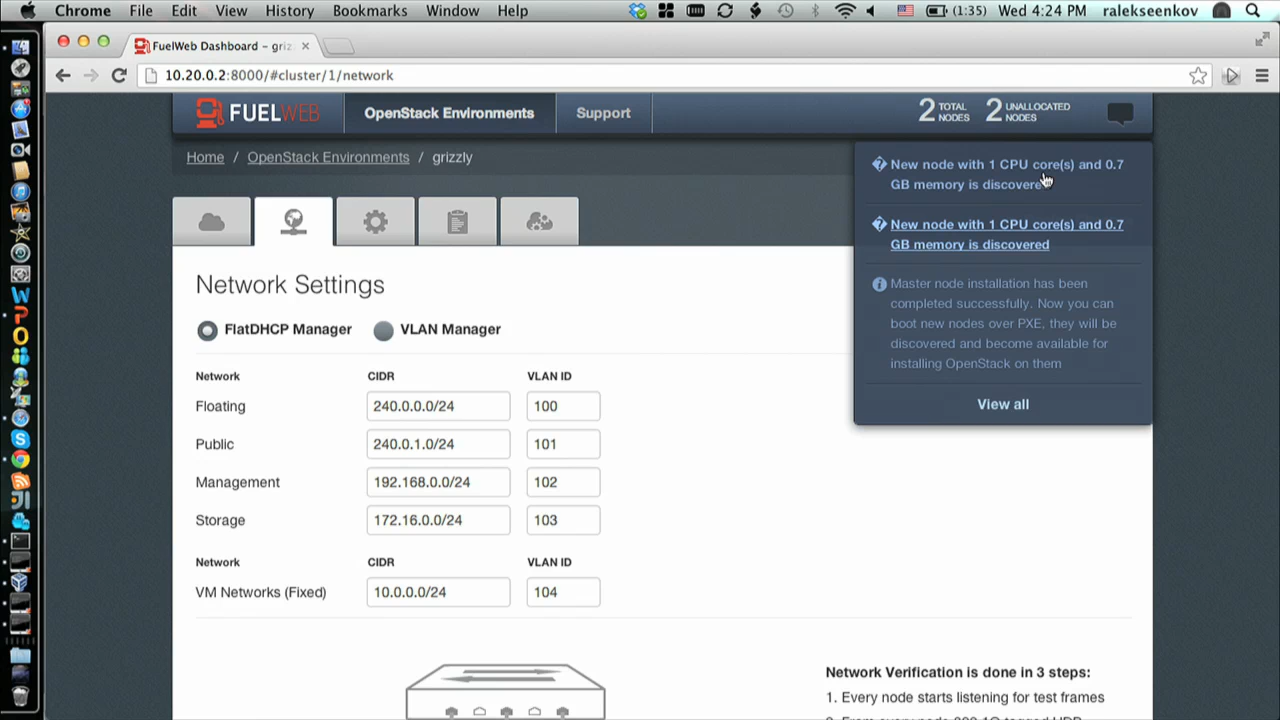 Chrome File Edit View History Bookmarks Window Help (1:35) Wed 4:24 PM ralekseenkov
FuelWeb Dashboard – griz
10.20.0.2:8000/#cluster/1/network
FUELWEB OpenStack Environments Support 2 TOTAL NODES 2 UNALLOCATED NODES
Home / OpenStack Environments / grizzly
New node with 1 CPU core(s) and 0.7
GB memory is discovere
New node with 1 CPU core(s) and 0.7
GB memory is discovered
Master node installation has been
completed successfully. Now you can
boot new nodes over PXE, they will be
discovered and become available for
installing OpenStack on them
View all
Network Settings
FlatDHCP Manager VLAN Manager
Network CIDR VLAN ID
Floating 240.0.0.0/24 100
Public 240.0.1.0/24 101
Management 192.168.0.0/24 102
Storage 172.16.0.0/24 103
Network CIDR VLAN ID
VM Networks (Fixed) 10.0.0.0/24 104
Network Verification is done in 3 steps:
1. Every node starts listening for test frames